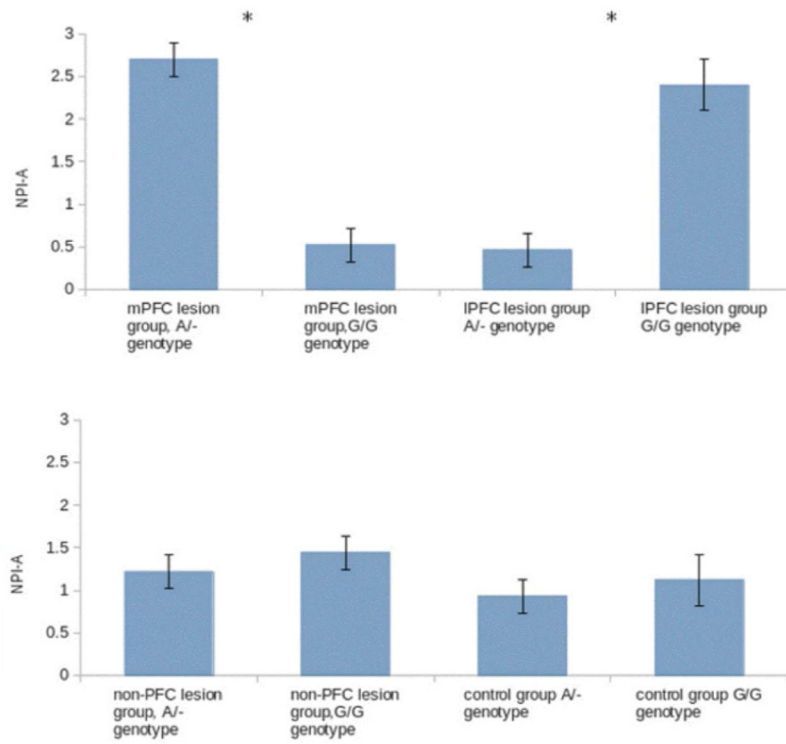 * *
3
2.5
2
1.5
1
0.5
0
NPI-A
mPFC lesion
group, A/-
genotype
mPFC lesion
group,G/G
genotype
lPFC lesion group
A/- genotype
lPFC lesion group
G/G genotype
3
2.5
2
1.5
1
0.5
0
NPI-A
non-PFC lesion
group, A/-
genotype
non-PFC lesion
group,G/G
genotype
control group A/-
genotype
control group G/G
genotype